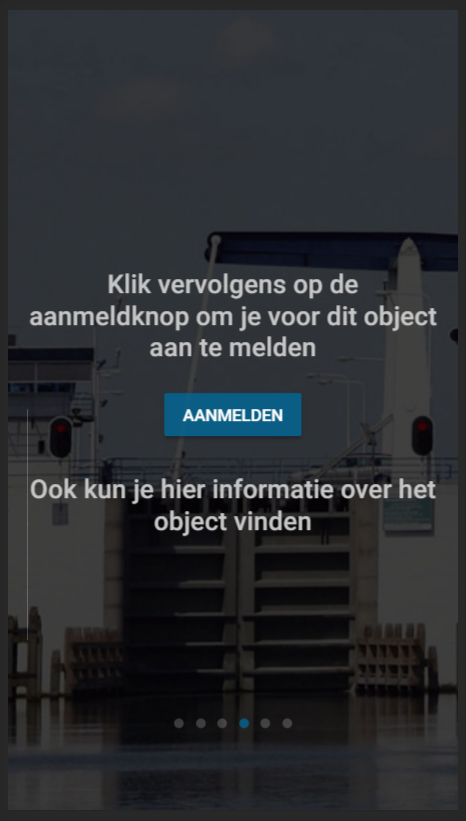 Klik vervolgens op de
aanmeldknop om je voor dit object
aan te melden
AANMELDEN
Ook kun je hier informatie over het
object vinden